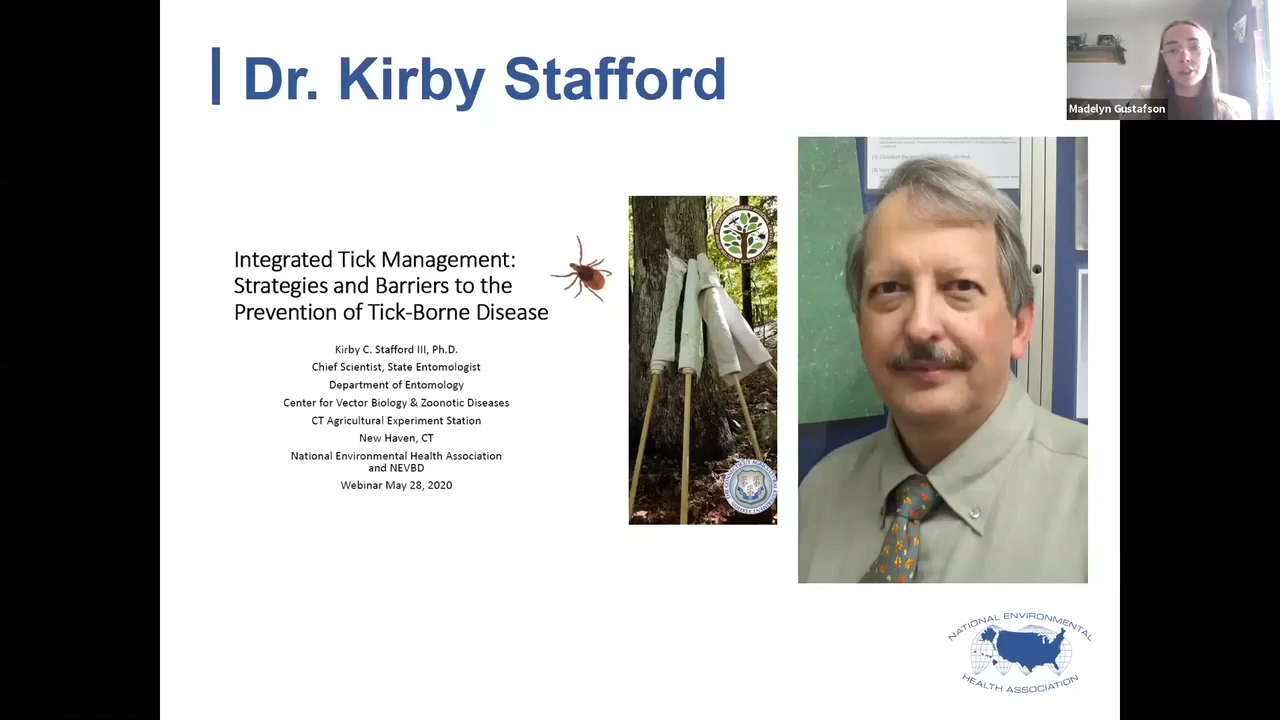 Dr. Kirby Stafford
Madelyn Gustafson
Integrated Tick Management:
Strategies and Barriers to the
Prevention of Tick-Borne Disease
Kirby C. Stafford III, Ph.D.
Chief Scientist, State Entomologist
Department of Entomology
Center for Vector Biology & Zoonotic Diseases
CT Agricultural Experiment Station
New Haven, CT
National Environmental Health Association
and NEVBD
Webinar May 28, 2020
NATIONAL ENVIRONMENTAL
HEALTH ASSOCIATION